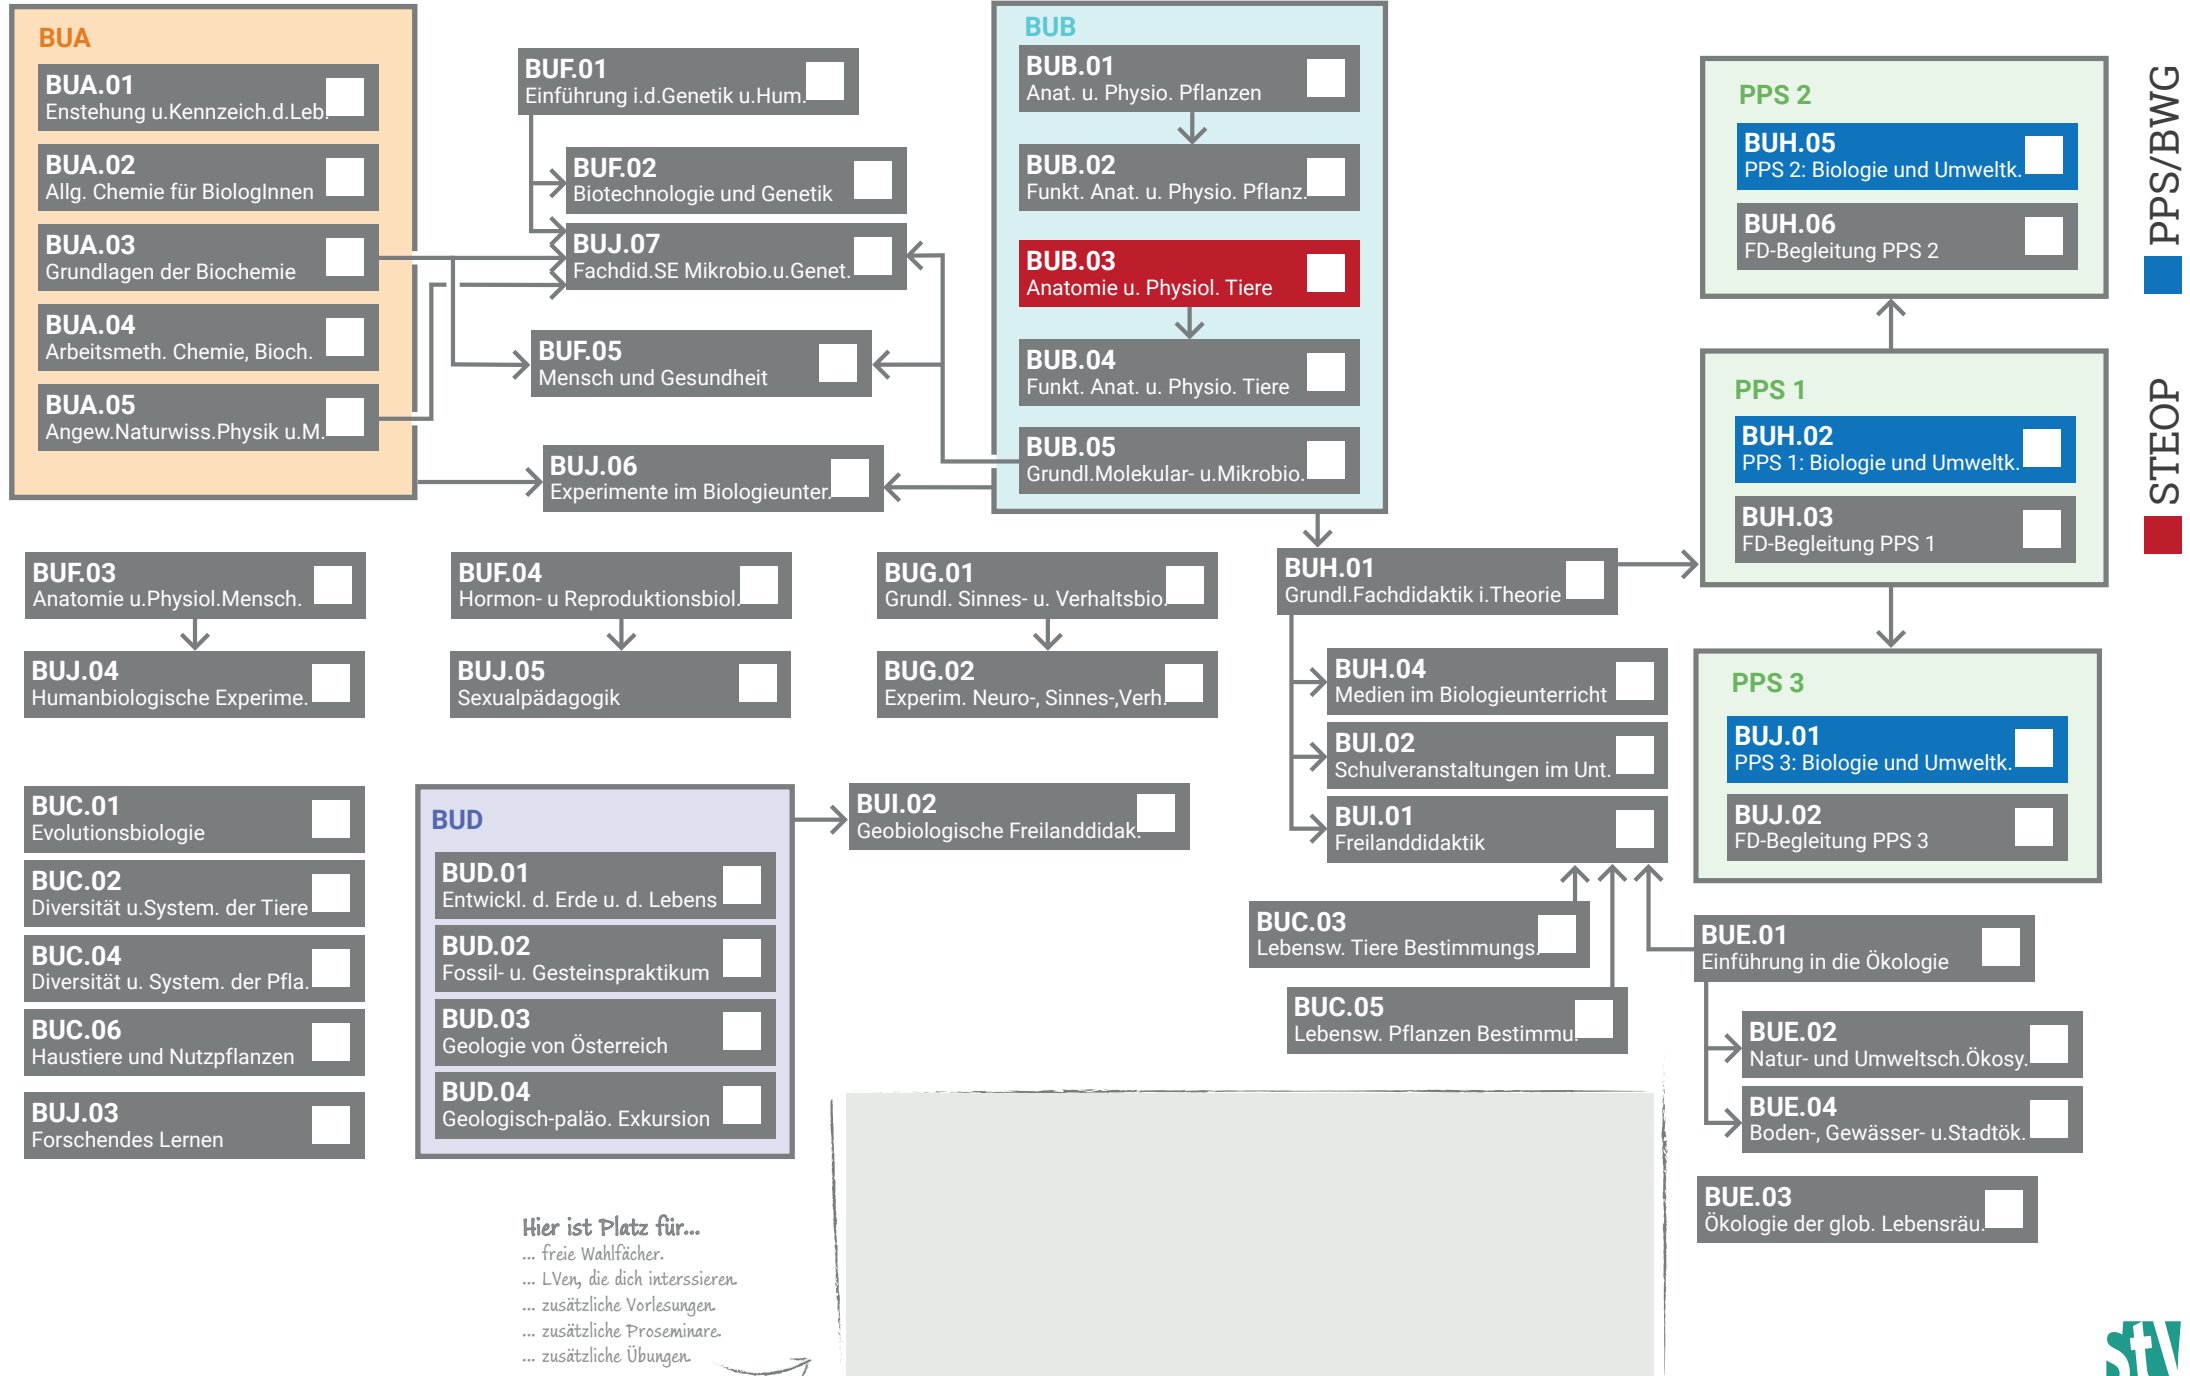 BUA
BUA.01
Enstehung u.Kennzeich.d.Leb.
BUA.02
Allg. Chemie für BiologInnen
BUA.03
Grundlagen der Biochemie
BUA.04
Arbeitsmeth. Chemie, Bioch.
BUA.05
Angew.Naturwiss.Physik u.M.
BUF.01
Einführung i.d.Genetik u.Hum.
BUF.02
Biotechnologie und Genetik
BUJ.07
Fachdid.SE Mikrobio.u.Genet.
BUF.05
Mensch und Gesundheit
BUJ.06
Experimente im Biologieunter.
BUB
BUB.01
Anat. u. Physio. Pflanzen
BUB.02
Funkt. Anat. u. Physio. Pflanz.
BUB.03
Anatomie u. Physiol. Tiere
BUB.04
Funkt. Anat. u. Physio. Tiere
BUB.05
Grundl.Molekular- u.Mikrobio.
PPS 2
BUH.05
PPS 2: Biologie und Umweltk.
BUH.06
FD-Begleitung PPS 2
PPS 1
BUH.02
PPS 1: Biologie und Umweltk.
BUH.03
FD-Begleitung PPS 1
PPS/BWG
STEOP
BUF.03
Anatomie u.Physiol.Mensch.
BUJ.04
Humanbiologische Experime.
BUF.04
Hormon- u Reproduktionsbiol.
BUJ.05
Sexualpädagogik
BUG.01
Grundl. Sinnes- u. Verhaltsbio.
BUG.02
Experim. Neuro-, Sinnes-,Verh.
BUH.01
Grundl.Fachdidaktik i.Theorie
BUH.04
Medien im Biologieunterricht
BUI.02
Schulveranstaltungen im Unt.
BUI.01
Freilanddidaktik
PPS 3
BUJ.01
PPS 3: Biologie und Umweltk.
BUJ.02
FD-Begleitung PPS 3
BUC.01
Evolutionsbiologie
BUC.02
Diversität u.System. der Tiere
BUC.04
Diversität u. System. der Pfla.
BUC.06
Haustiere und Nutzpflanzen
BUJ.03
Forschendes Lernen
BUD
BUD.01
Entwickl. d. Erde u. d. Lebens
BUD.02
Fossil- u. Gesteinspraktikum
BUD.03
Geologie von Österreich
BUD.04
Geologisch-paläo. Exkursion
BUI.02
Geobiologische Freilanddidak.
BUC.03
Lebensw. Tiere Bestimmungs.
BUC.05
Lebensw. Pflanzen Bestimmu.
BUE.01
Einführung in die Ökologie
BUE.02
Natur- und Umweltsch.Ökosy.
BUE.04
Boden-, Gewässer- u.Stadtök.
BUE.03
Ökologie der glob. Lebensräu.
Hier ist Platz für...
... freie Wahlfächer.
... LVen, die dich interssieren.
... zusätzliche Vorlesungen.
... zusätzliche Proseminare.
... zusätzliche Übungen.
stV